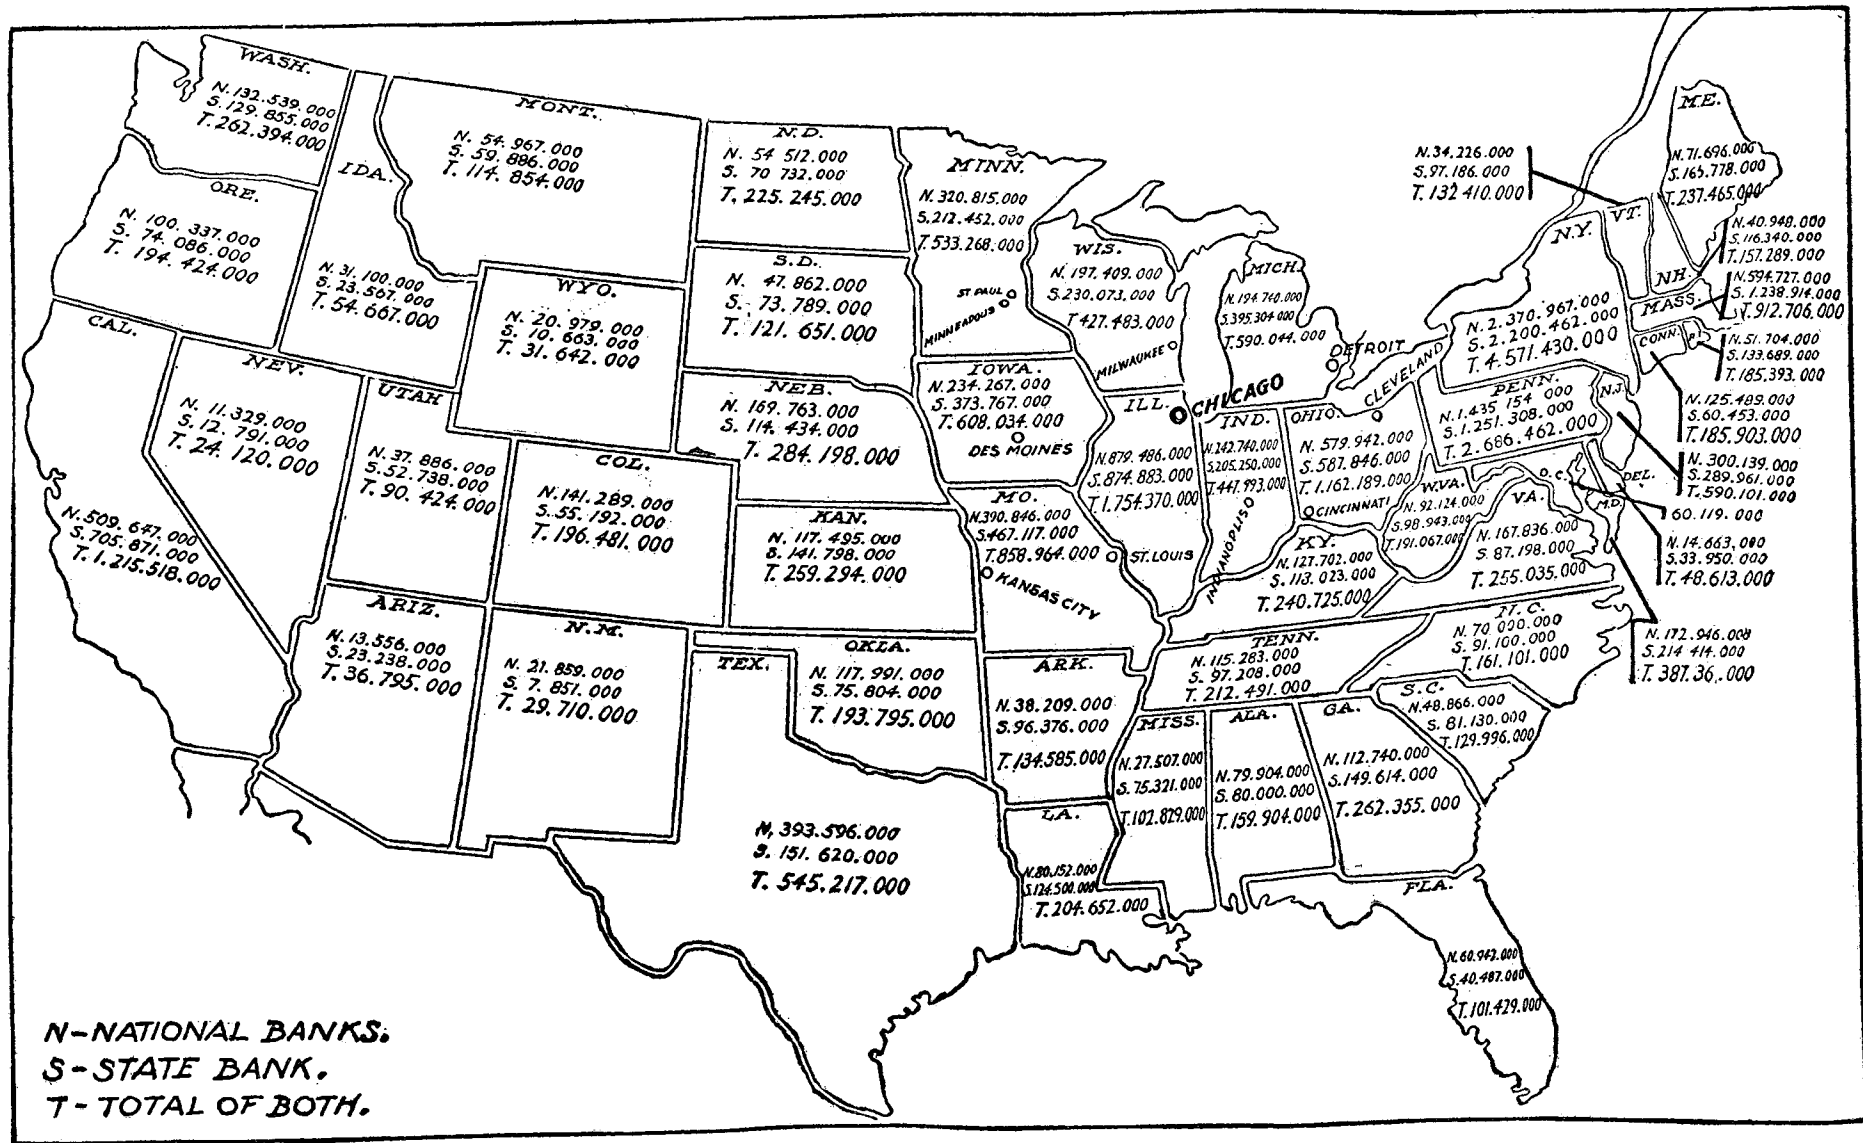 WASH.
N. 132.539.000
S. 129.855.000
T. 262.394.000
ORE.
N. 100.337.000
S. 74.086.000
T. 194.424.000
IDA.
N. 31.100.000
S. 23.567.000
T. 54.667.000
MONT.
N. 54.967.000
S. 59.886.000
T. 114.854.000
N.D.
N. 54 512.000
S. 70 732.000
T. 225.245.000
MINN.
N. 320.815.000
S. 212.452.000
T. 533.268.000
ST PAUL
S.D.
N. 47.862.000
S. 73.789.000
T. 121.651.000
WYO.
N. 20.979.000
S. 10.663.000
T. 31.642.000
WIS.
N. 197.409.000
S. 230.073.000
T 427.483.000
MILWAUKEE
MICH.
N. 194.740.000
S. 395.304 000
T. 590.044.000
DETROIT
CAL.
N. 509.647.000
S. 705.871.000
T. 1.215.518.000
NEV.
N. 11.329.000
S. 12.791.000
T. 24.120.000
UTAH
N. 37.886.000
S. 52.738.000
T. 90.424.000
COL.
N. 141.289.000
S. 55.192.000
T. 196.481.000
NEB.
N. 169.763.000
S. 114.434.000
T. 284.198.000
IOWA.
N. 234.267.000
S. 373.767.000
T. 608.034.000
DES MOINES
KAN.
N. 117.495.000
S. 141.798.000
T. 259.294.000
MO.
N. 390.846.000
S. 467.117.000
T. 858.964.000
ST. LOUIS
KANSAS CITY
ILL.
CHICAGO
N. 879.486.000
S. 874.883.000
T. 1.754.370.000
IND.
S. 205.250.000
INDIANOPLIS
OHIO.
CLEVELAND
N. 579.942.000
S. 587.846.000
T. 1.162.189.000
CINCINNATI
KY.
N. 127.702.000
S. 113.023.000
T. 240.725.000
W.VA.
N. 92.124.000
S. 98.943.000
T. 191.067.000
VA.
N. 167.836.000
S. 87.198.000
T. 255.035.000
PENN.
N. 1.435 154 000
S. 1.251.308.000
T. 2.686.462.000
N.Y.
N. 2.370.967.000
S. 2.200.462.000
T. 4.571.430.000
N. 34.226.000
S. 97.186.000
T. 132 410.000
VT.
M.E.
N. 71.696.000
S. 165.778.000
T. 237.465.000
NH.
N. 40.948.000
S. 116.340.000
T. 157.289.000
MASS.
N. 594.727.000
S. 1.238.914.000
CONN.
N. 51.704.000
S. 133.689.000
T. 185.393.000
N. 125.489.000
S. 60.453.000
T. 185.903.000
N.J.
N. 300.139.000
S. 289.961.000
T. 590.101.000
D.C.
60.119.000
DEL.
N. 14.663,000
S. 33.950.000
T. 48.613.000
M.D.
N. 172.946.000
S. 214 414.000
T. 387.36,.000
ARIZ.
N. 13.556.000
S. 23.238.000
T. 36.795.000
N.M.
N. 21.859.000
S. 7.851.000
T. 29.710.000
TEX.
N. 393.596.000
S. 151.620.000
T. 545.217.000
OKLA.
N. 117.991.000
S. 75.804.000
T. 193.795.000
ARK.
N. 38.209.000
S. 96.376.000
T. 134.585.000
LA.
N. 80.152.000
S. 124.500.000
T. 204.652.000
TENN.
N. 115.283.000
S. 97.208.000
T. 212.491.000
MISS.
N. 27.507.000
S. 75.321.000
T. 102.829.000
ALA.
N. 79.904.000
S. 80.000.000
T. 159.904.000
GA.
N. 112.740.000
S. 149.614.000
T. 262.355.000
N.C.
N. 70 000.000
S. 91.100.000
T. 161.101.000
S.C.
N. 48.866.000
S. 81.130.000
T. 129.996.000
FLA.
N. 60.942.000
S. 40.487.000
T. 101.429.000
N-NATIONAL BANKS.
S-STATE BANK.
T-TOTAL OF BOTH.